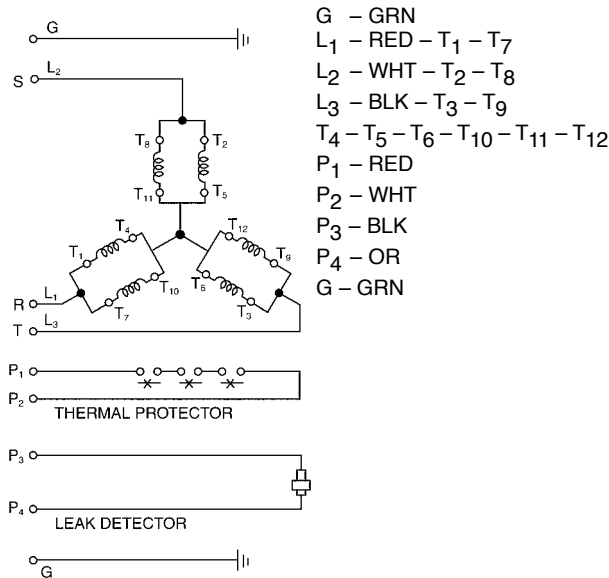 G
S L₂
T₈ T₂
T₁₁ T₅
T₄ T₁₂
T₁ T₉
T₁₀ T₆
T₇ T₃
R L₁
T L₃
P₁
P₂
THERMAL PROTECTOR
P₃
P₄
LEAK DETECTOR
G
G – GRN
L₁ – RED – T₁ – T₇
L₂ – WHT – T₂ – T₈
L₃ – BLK – T₃ – T₉
T₄ – T₅ – T₆ – T₁₀ – T₁₁ – T₁₂
P₁ – RED
P₂ – WHT
P₃ – BLK
P₄ – OR
G – GRN